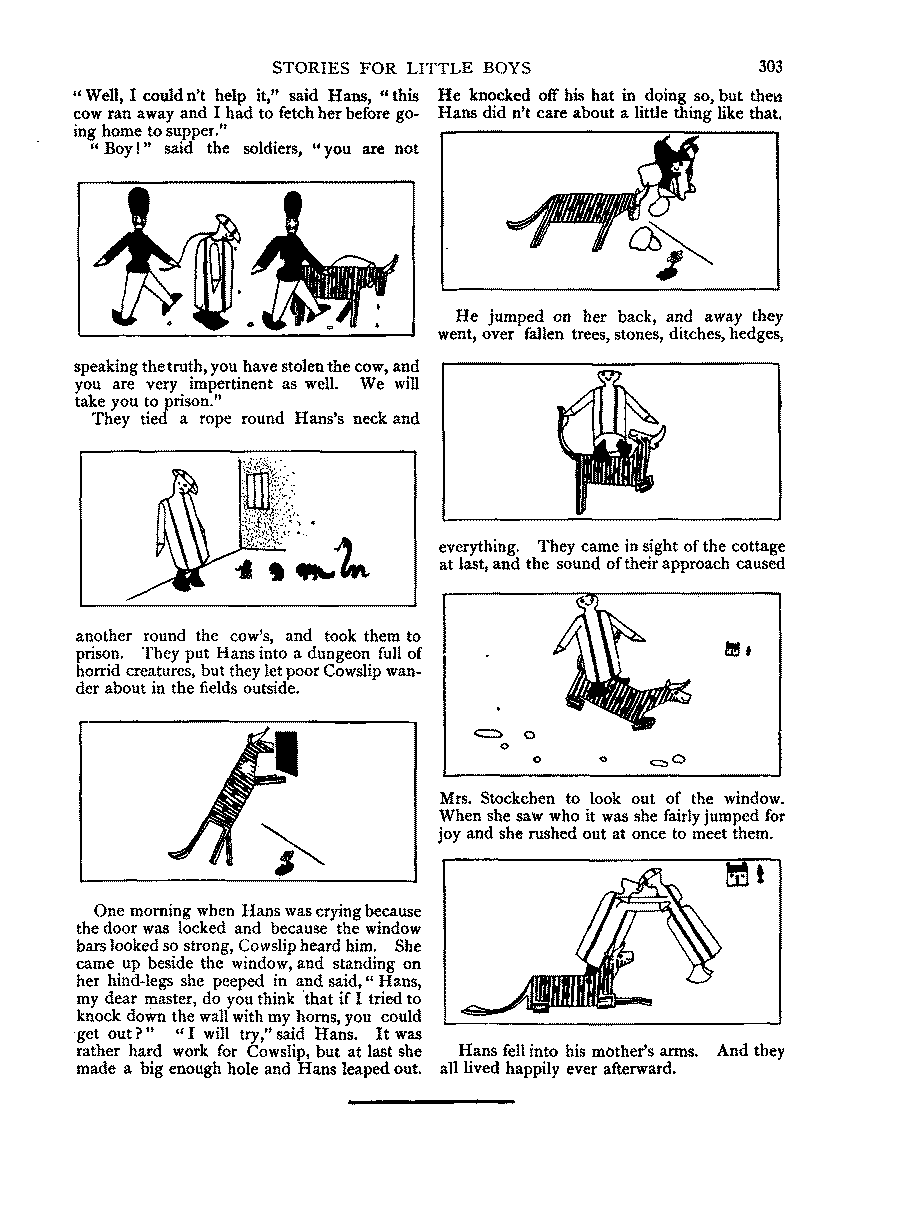 STORIES FOR LITTLE BOYS 303
“Well, I couldn't help it,” said Hans, “this
cow ran away and I had to fetch her before go-
ing home to supper.”
“Boy!” said the soldiers, “you are not
speaking the truth, you have stolen the cow, and
you are very impertinent as well. We will
take you to prison.”
They tied a rope round Hans's neck and
another round the cow's, and took them to
prison. They put Hans into a dungeon full of
horrid creatures, but they let poor Cowslip wan-
der about in the fields outside.
One morning when Hans was crying because
the door was locked and because the window
bars looked so strong, Cowslip heard him. She
came up beside the window, and standing on
her hind-legs she peeped in and said, “Hans,
my dear master, do you think that if I tried to
knock down the wall with my horns, you could
get out?” “I will try,” said Hans. It was
rather hard work for Cowslip, but at last she
made a big enough hole and Hans leaped out.
He knocked off his hat in doing so, but then
Hans did n't care about a little thing like that.
He jumped on her back, and away they
went, over fallen trees, stones, ditches, hedges,
everything. They came in sight of the cottage
at last, and the sound of their approach caused
Mrs. Stockchen to look out of the window.
When she saw who it was she fairly jumped for
joy and she rushed out at once to meet them.
Hans fell into his mother's arms. And they
all lived happily ever afterward.